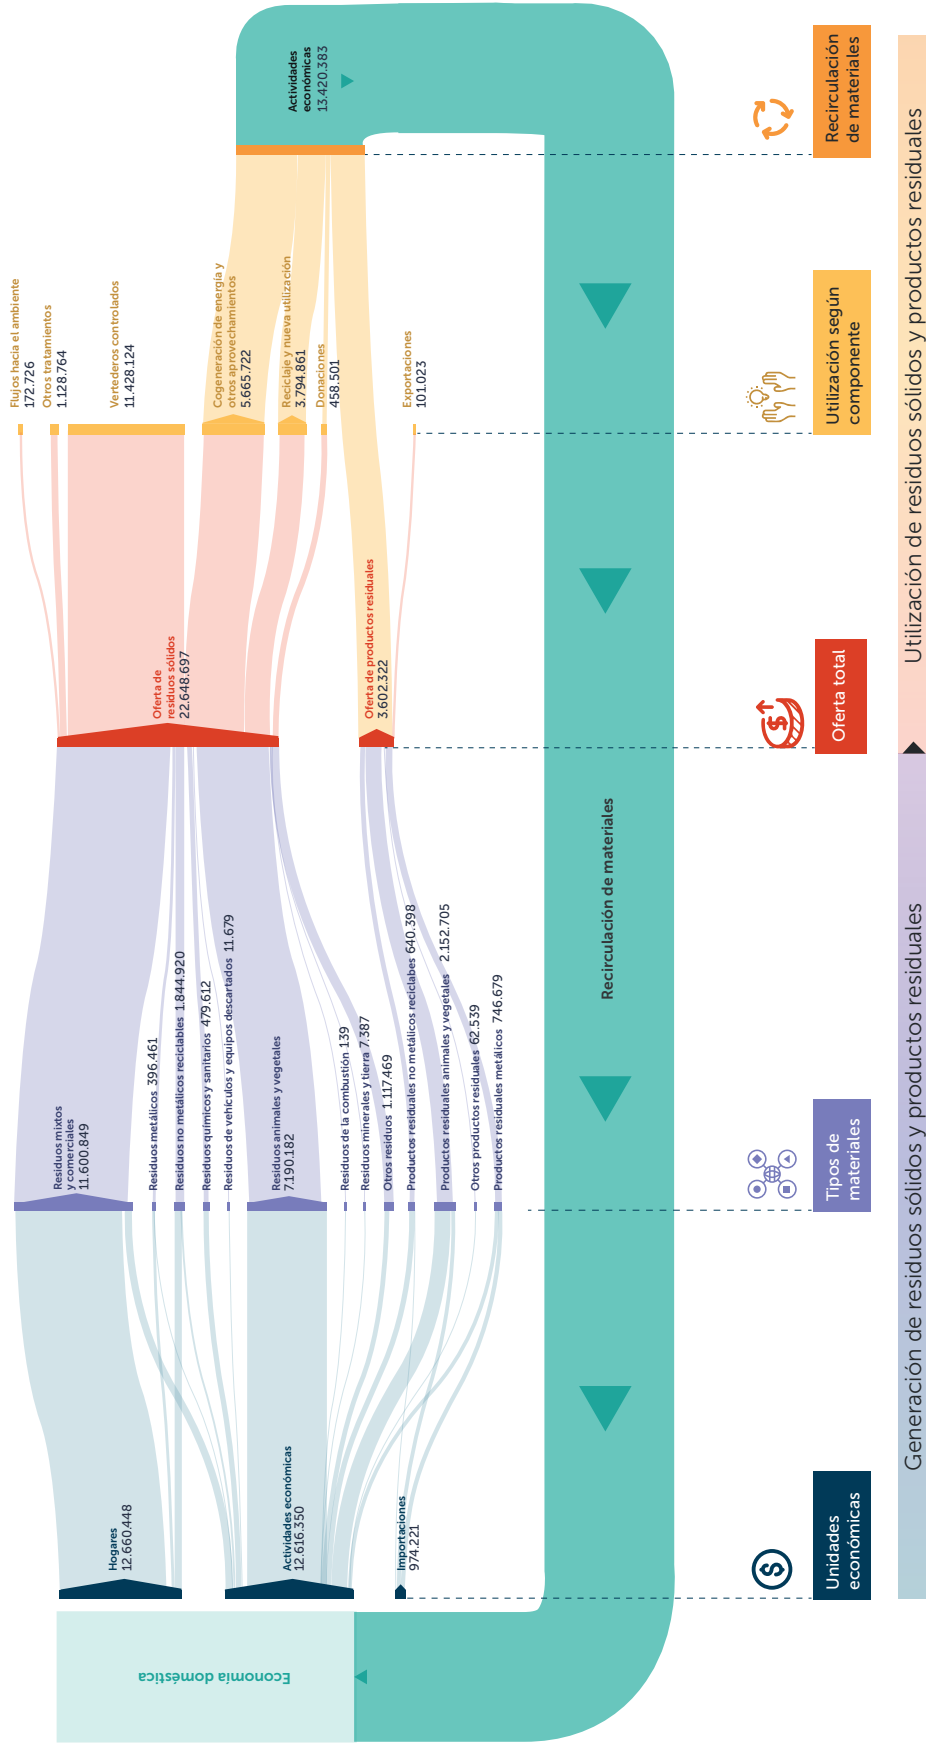 Economía doméstica
Hogares
12.660.448
Actividades económicas
12.616.350
Importaciones
974.221
Residuos mixtos
y comerciales
11.600.849
Residuos metálicos 396.461
Residuos no metálicos reciclables 1.844.920
Residuos químicos y sanitarios 479.612
Residuos de vehículos y equipos descartados 11.679
Residuos animales y vegetales
7.190.182
Residuos de la combustión 139
Residuos minerales y tierra 7.387
Otros residuos 1.117.469
Productos residuales no metálicos reciclabes 640.398
Productos residuales animales y vegetales 2.152.705
Otros productos residuales 62.539
Productos residuales metálicos 746.679
Oferta de
residuos sólidos
22.648.697
Oferta de productos residuales
3.602.322
Flujos hacia el ambiente
172.726
Otros tratamientos
1.128.764
Vertederos controlados
11.428.124
Cogeneración de energía y
otros aprovechamientos
5.665.722
Reciclaje y nueva utilización
3.794.861
Donaciones
458.501
Exportaciones
101.023
Actividades
económicas
13.420.383
Recirculación de materiales
Unidades
económicas
Tipos de
materiales
Oferta total
Utilización según
componente
Recirculación
de materiales
Generación de residuos sólidos y productos residuales
Utilización de residuos sólidos y productos residuales